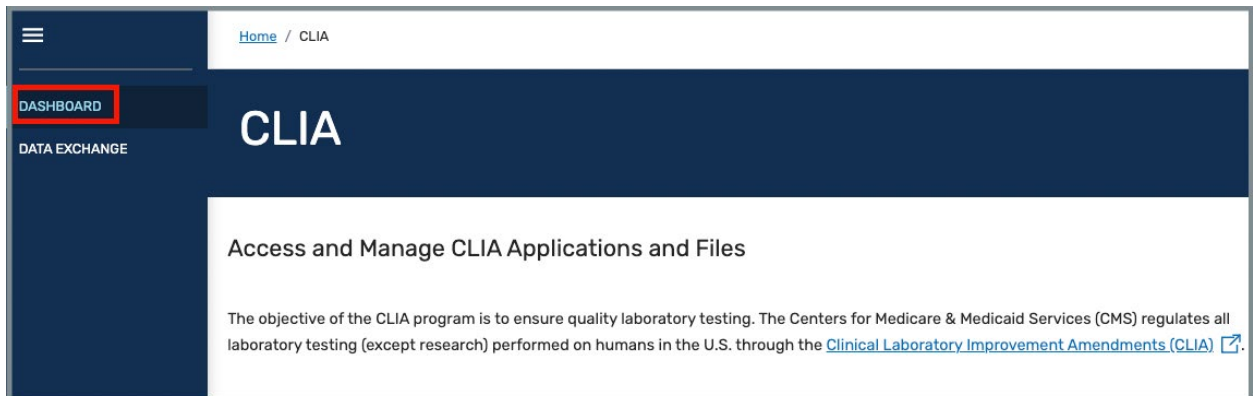 Home / CLIA
DASHBOARD
DATA EXCHANGE
CLIA
Access and Manage CLIA Applications and Files
The objective of the CLIA program is to ensure quality laboratory testing. The Centers for Medicare & Medicaid Services (CMS) regulates all
laboratory testing (except research) performed on humans in the U.S. through the Clinical Laboratory Improvement Amendments (CLIA).